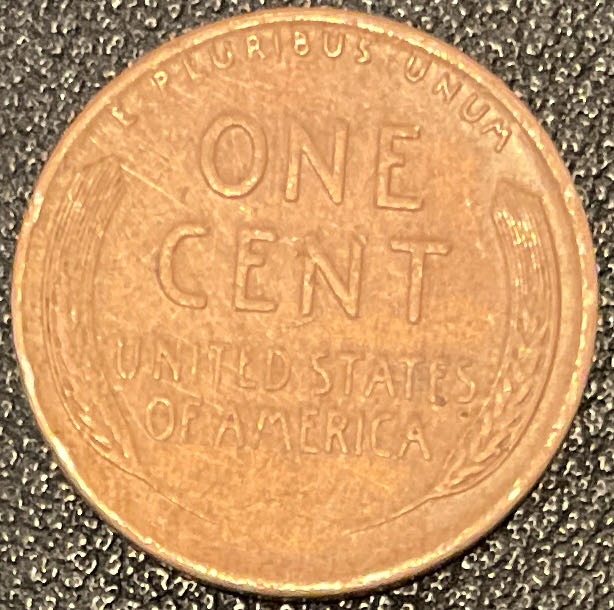 E PLURIBUS UNUM
ONE
CENT
UNITED STATES
OF AMERICA